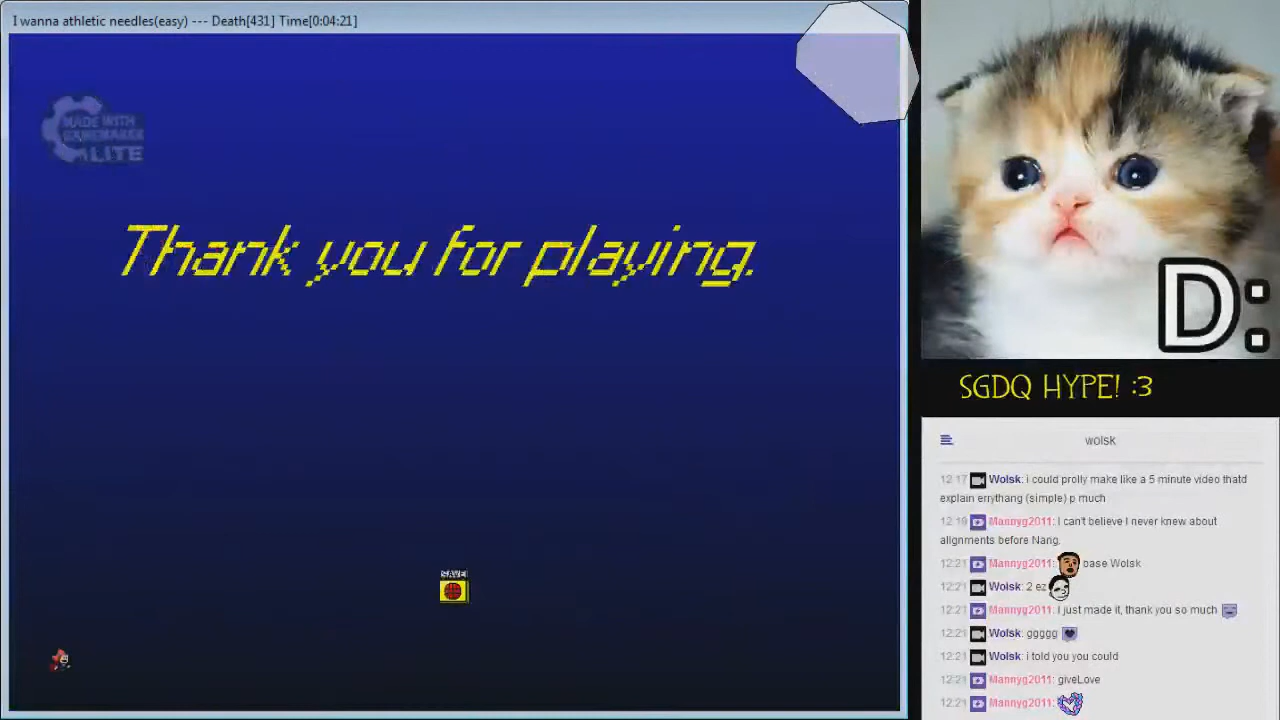 I wanna athletic needles(easy) --- Death[431] Time[0:04:21]
MADE WITH
GAMEMAKER
LITE
Thank you for playing.
SAVE
D:
SGDQ HYPE! :3
wolsk
12:17 Wolsk: i could prolly make like a 5 minute video thatd
explain errythang (simple) p much
12:19 Mannyg2011: I can't believe I never knew about
alignments before Nang.
12:21 Mannyg2011: base Wolsk
12:21 Wolsk: 2 ez
12:21 Mannyg2011: I just made it, thank you so much
12:21 Wolsk: ggggg
12:21 Wolsk: i told you you could
12:21 Mannyg2011: giveLove
12:21 Mannyg2011: